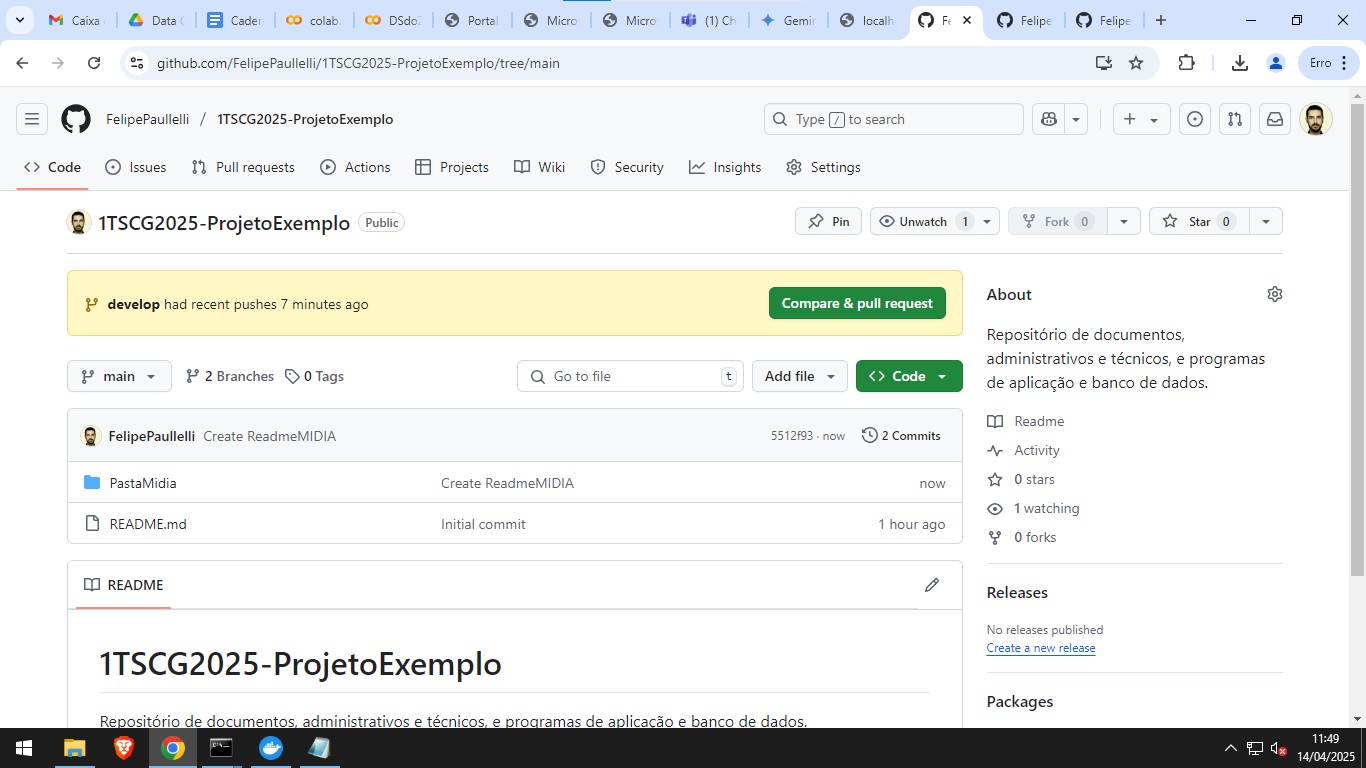 Caixa
Data
Cader
colab.
DSdo
Portal
Micro
Micro
(1) Ch
Gemin
localh
Fe
Felipe
Felipe
github.com/FelipePaullelli/1TSCG2025-ProjetoExemplo/tree/main
Erro
FelipePaullelli / 1TSCG2025-ProjetoExemplo
Type / to search
Code
Issues
Pull requests
Actions
Projects
Wiki
Security
Insights
Settings
1TSCG2025-ProjetoExemplo
Public
Pin
Unwatch 1
Fork 0
Star 0
develop had recent pushes 7 minutes ago
Compare & pull request
main
2 Branches
0 Tags
Go to file
t
Add file
Code
FelipePaullelli Create ReadmeMIDIA
5512f93 · now
2 Commits
PastaMidia
Create ReadmeMIDIA
now
README.md
Initial commit
1 hour ago
README
1TSCG2025-ProjetoExemplo
Repositório de documentos, administrativos e técnicos, e programas de aplicação e banco de dados.
About
Repositório de documentos,
administrativos e técnicos, e programas
de aplicação e banco de dados.
Readme
Activity
0 stars
1 watching
0 forks
Releases
No releases published
Create a new release
Packages
11:49
14/04/2025